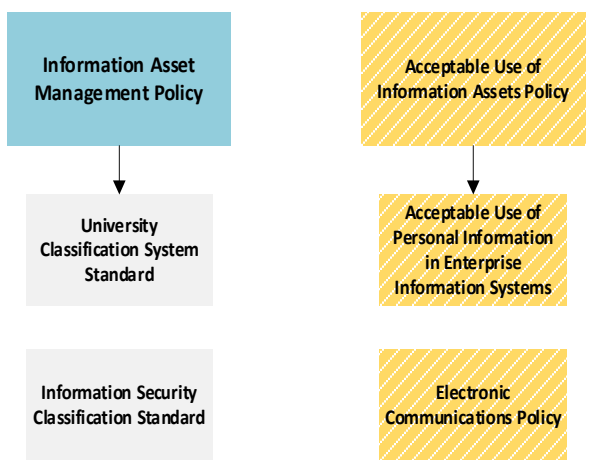 Information Asset
Management Policy
Acceptable Use of
Information Assets Policy
University
Classification System
Standard
Acceptable Use of
Personal Information
in Enterprise
Information Systems
Information Security
Classification Standard
Electronic
Communications Policy